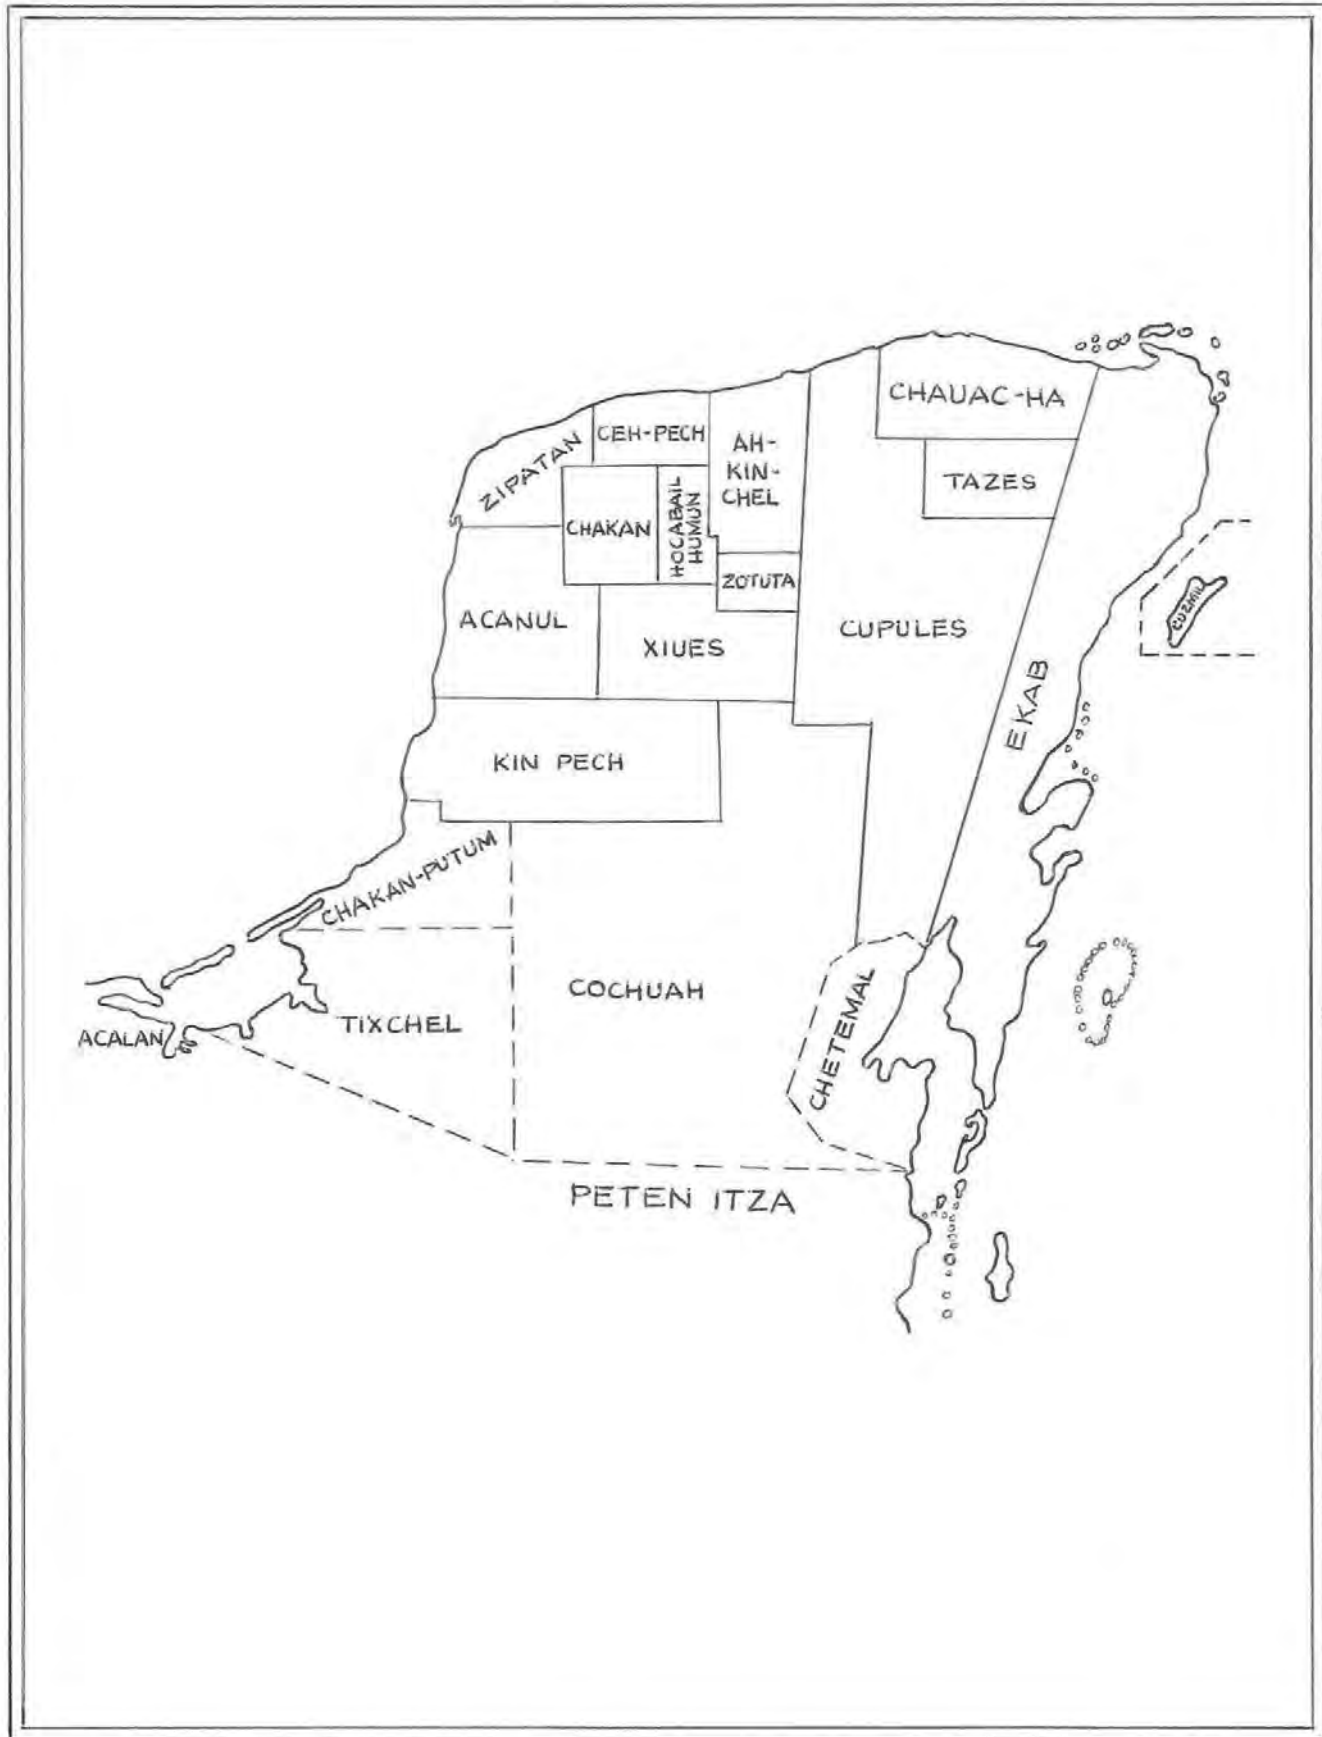 CHAUAC-HA
CEH-PECH
ZIPATAN
AH-
KIN-
CHEL
TAZES
CHAKAN
HOCABAIL
HUMUN
ZOTUTA
CUZMIL
ACANUL
XIUES
CUPULES
EKAB
KIN PECH
CHAKAN-PUTUM
COCHUAH
CHETEMAL
TIXCHEL
ACALAN
PETEN ITZA